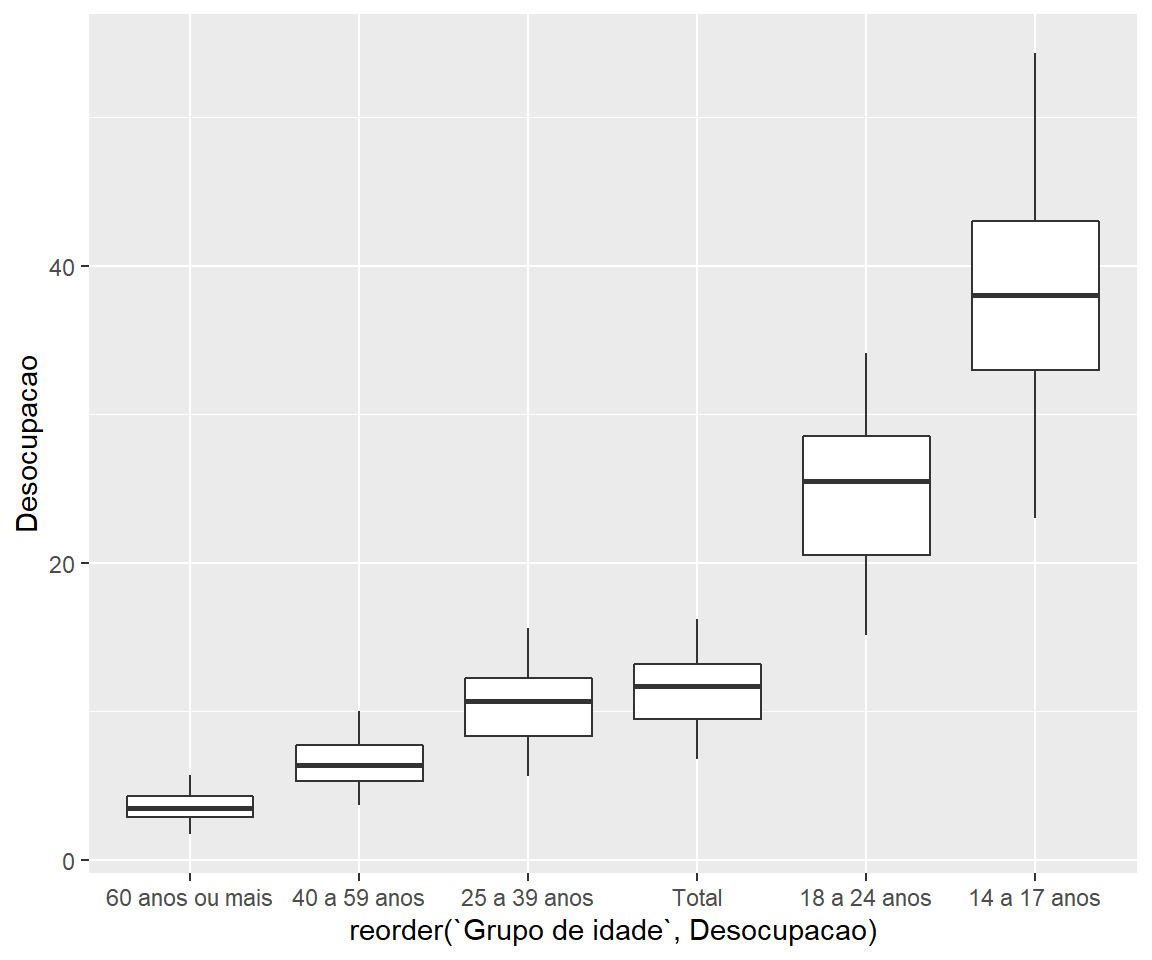 Desocupacao
40
20
0
60 anos ou mais
40 a 59 anos
25 a 39 anos
Total
18 a 24 anos
14 a 17 anos
reorder(`Grupo de idade`, Desocupacao)